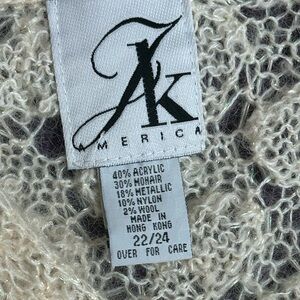 Jk
AMERICA
40% ACRYLIC
30% MOHAIR
18% METALLIC
10% NYLON
2% WOOL
MADE IN
HONG KONG
22/24
OVER FOR CARE